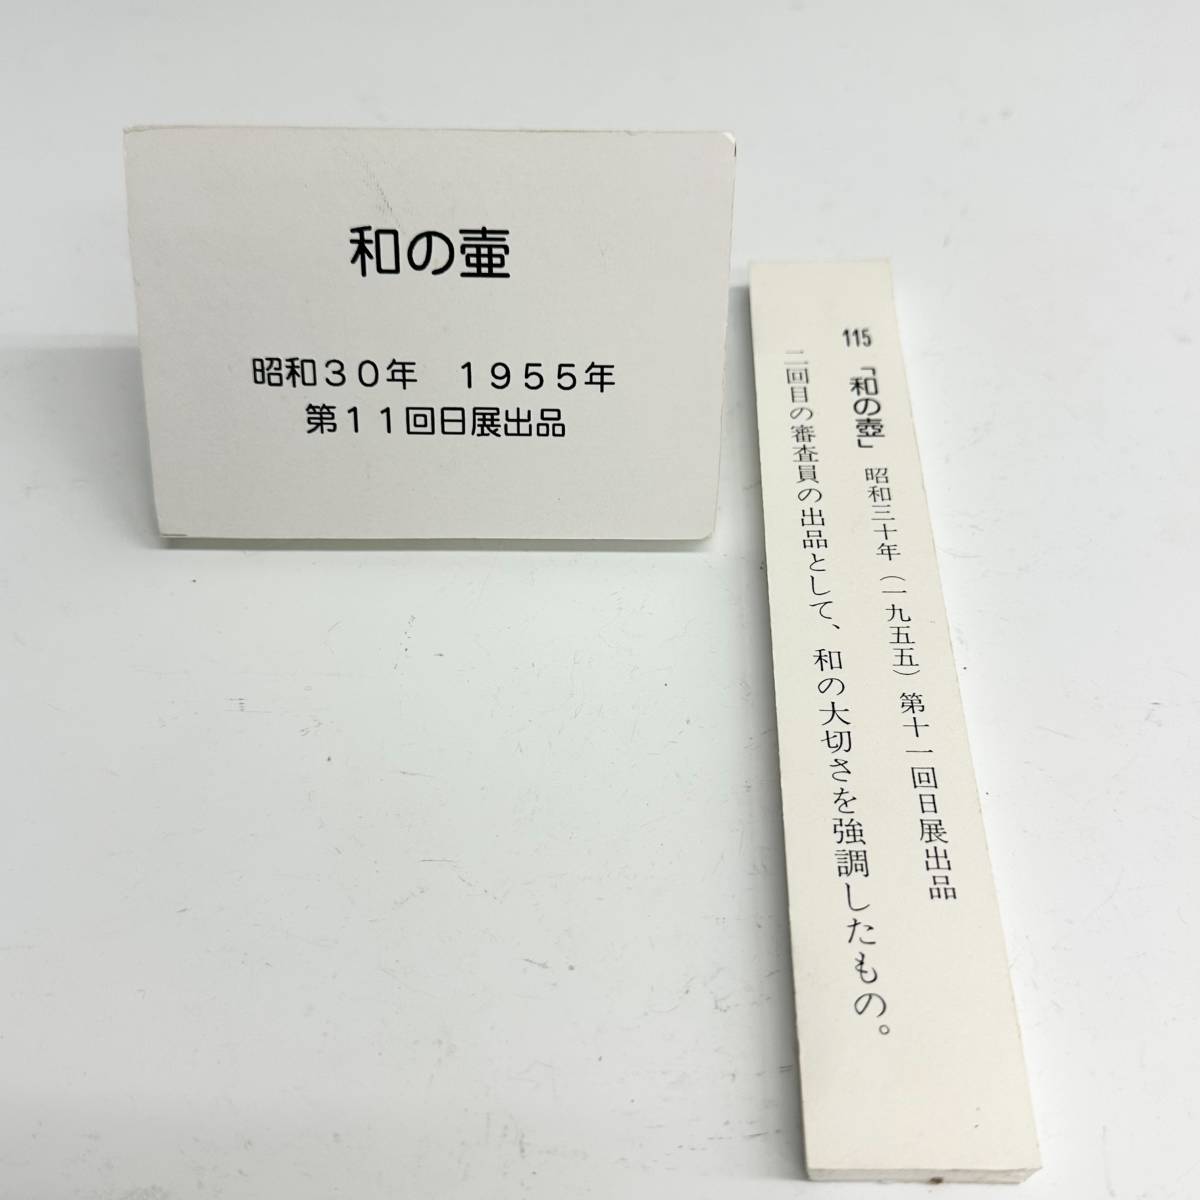 和の壷
昭和３０年　１９５５年
第１１回日展出品
115 「和の壺」 昭和三十年（一九五五）第十一回日展出品
二回目の審査員の出品として、和の大切さを強調したもの。